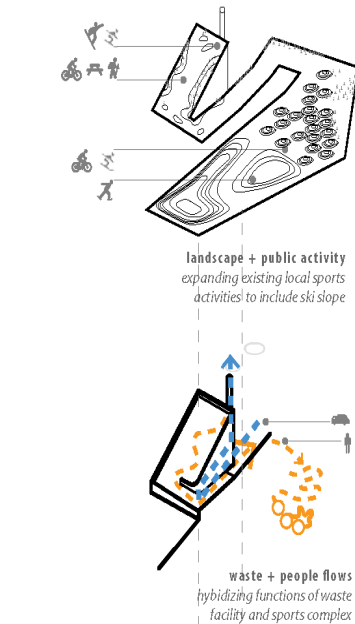 landscape + public activity
expanding existing local sports
activities to include ski slope
waste + people flows
hybidizing functions of waste
facility and sports complex